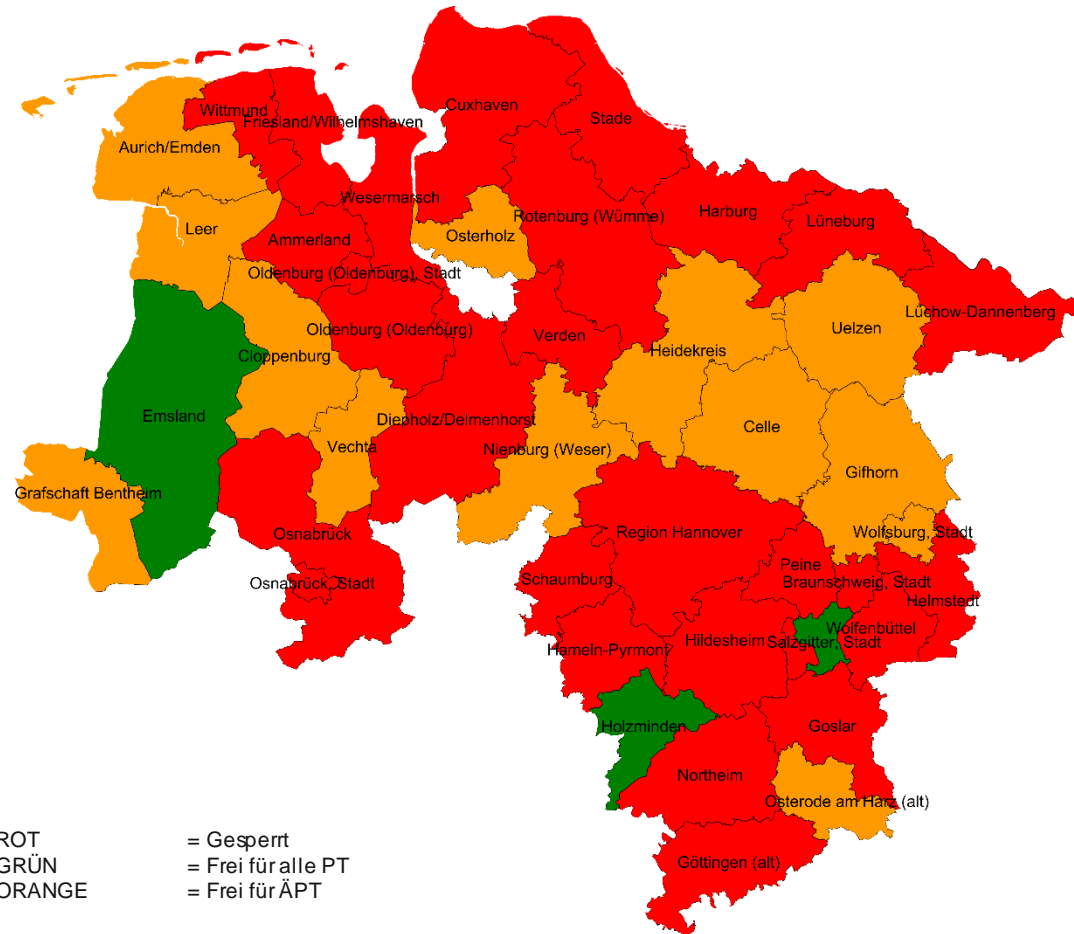 Wittmund
Cuxhaven
Friesland/Wilhelmshaven
Stade
Aurich/Emden
Wesermarsch
Rotenburg (Wümme)
Harburg
Lüneburg
Leer
Osterholz
Ammerland
Oldenburg (Oldenburg), Stadt
Lüchow-Dannenberg
Oldenburg (Oldenburg)
Verden
Uelzen
Heidekreis
Cloppenburg
Emsland
Diepholz/Delmenhorst
Celle
Vechta
Nienburg (Weser)
Gifhorn
Grafschaft Bentheim
Osnabrück
Region Hannover
Wolfsburg, Stadt
Peine
Osnabrück, Stadt
Schaumburg
Braunschweig, Stadt
Helmstedt
Wolfenbüttel
Hildesheim
Salzgitter, Stadt
Hameln-Pyrmont
Holzminden
Goslar
Northeim
Osterode am Harz (alt)
Göttingen (alt)
ROT = Gesperrt
GRÜN = Frei für alle PT
ORANGE = Frei für ÄPT